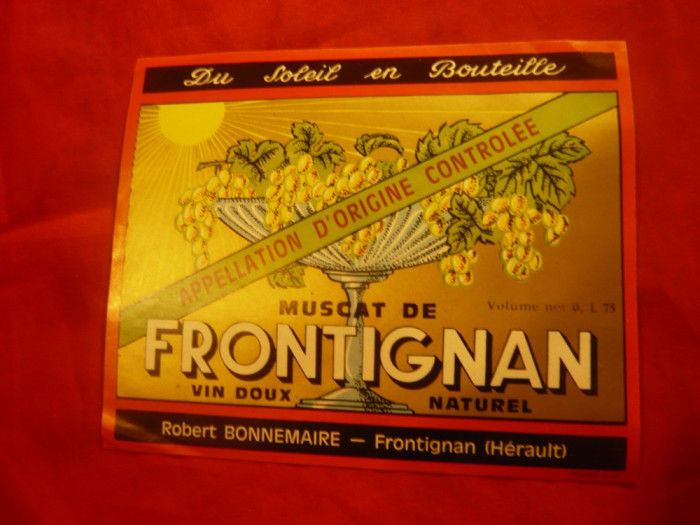 Du Soleil en Bouteille
APPELLATION D'ORIGINE CONTROLÉE
MUSCAT DE
Volume net 0, L 75
FRONTIGNAN
VIN DOUX NATUREL
Robert BONNEMAIRE — Frontignan (Hérault)